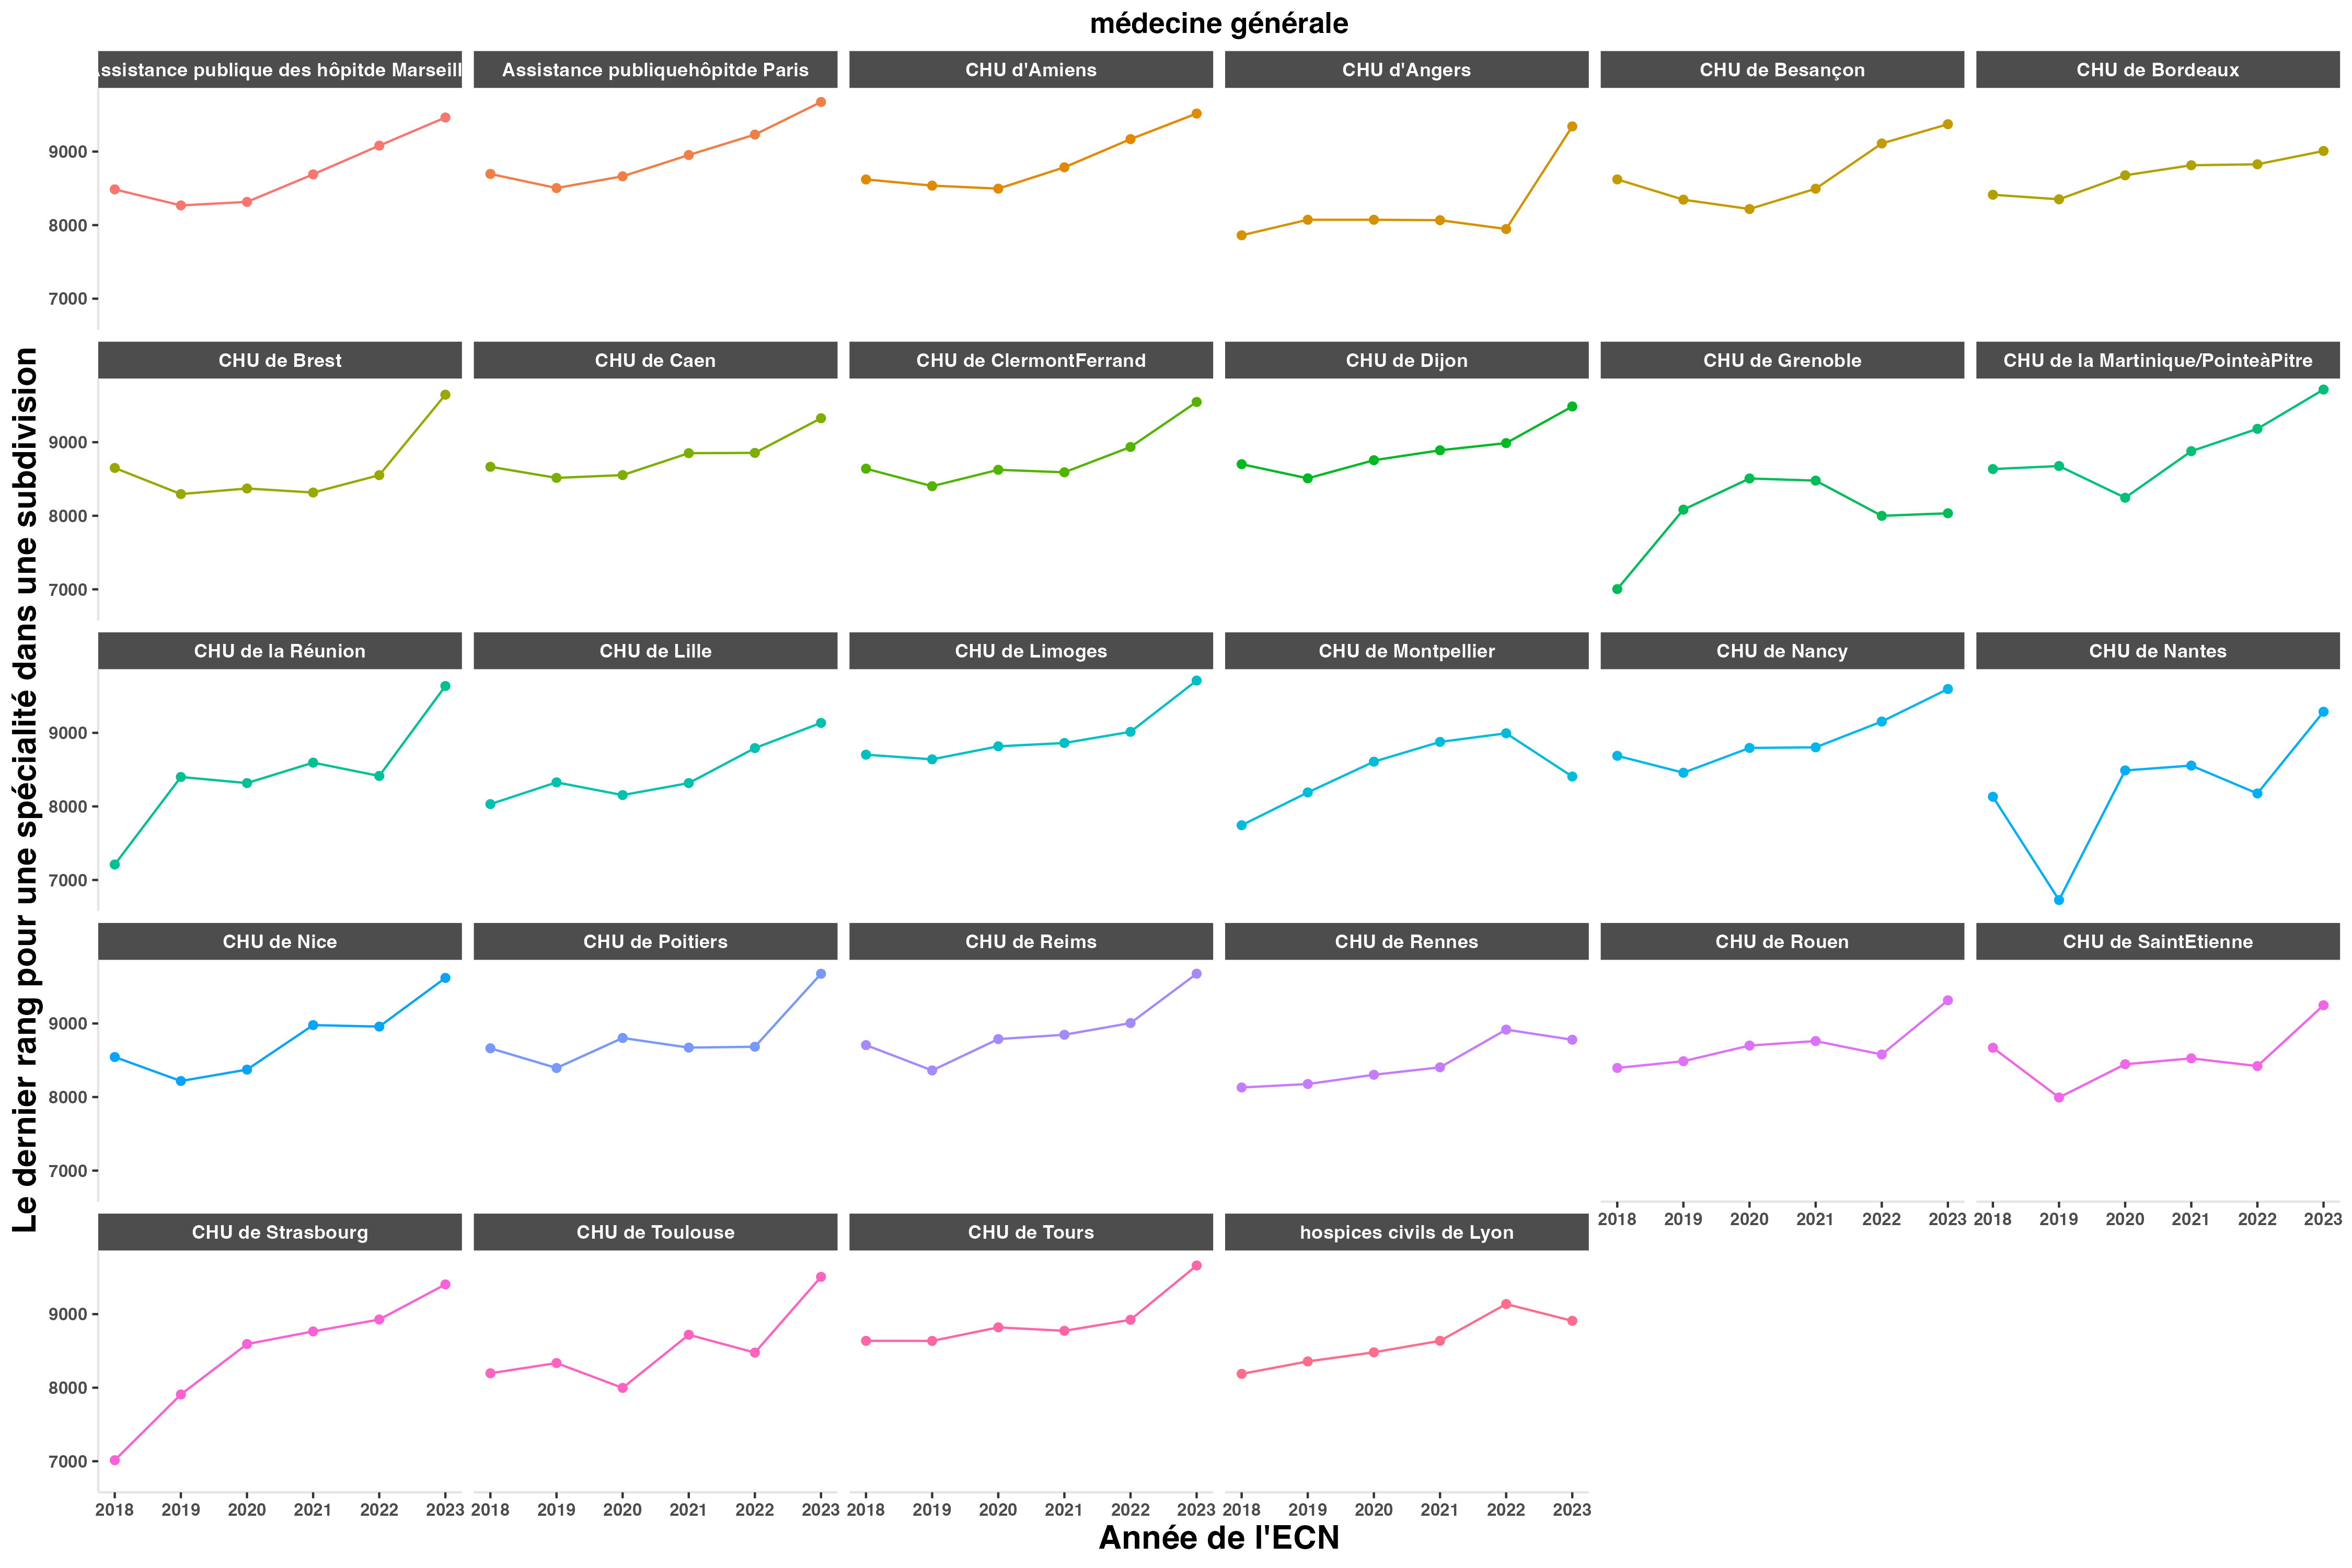 médecine générale
ssistance publique des hôpitde Marseill
Assistance publiquehôpitde Paris
CHU d'Amiens
CHU d'Angers
CHU de Besançon
CHU de Bordeaux
9000
8000
7000
CHU de Brest
CHU de Caen
CHU de ClermontFerrand
CHU de Dijon
CHU de Grenoble
CHU de la Martinique/PointeàPitre
9000
8000
7000
CHU de la Réunion
CHU de Lille
CHU de Limoges
CHU de Montpellier
CHU de Nancy
CHU de Nantes
9000
8000
7000
CHU de Nice
CHU de Poitiers
CHU de Reims
CHU de Rennes
CHU de Rouen
CHU de SaintEtienne
9000
8000
7000
2018 2019 2020 2021 2022 2023
2018 2019 2020 2021 2022 2023
CHU de Strasbourg
CHU de Toulouse
CHU de Tours
hospices civils de Lyon
9000
8000
7000
2018 2019 2020 2021 2022 2023
2018 2019 2020 2021 2022 2023
2018 2019 2020 2021 2022 2023
2018 2019 2020 2021 2022 2023
Année de l'ECN
Le dernier rang pour une spécialité dans une subdivision